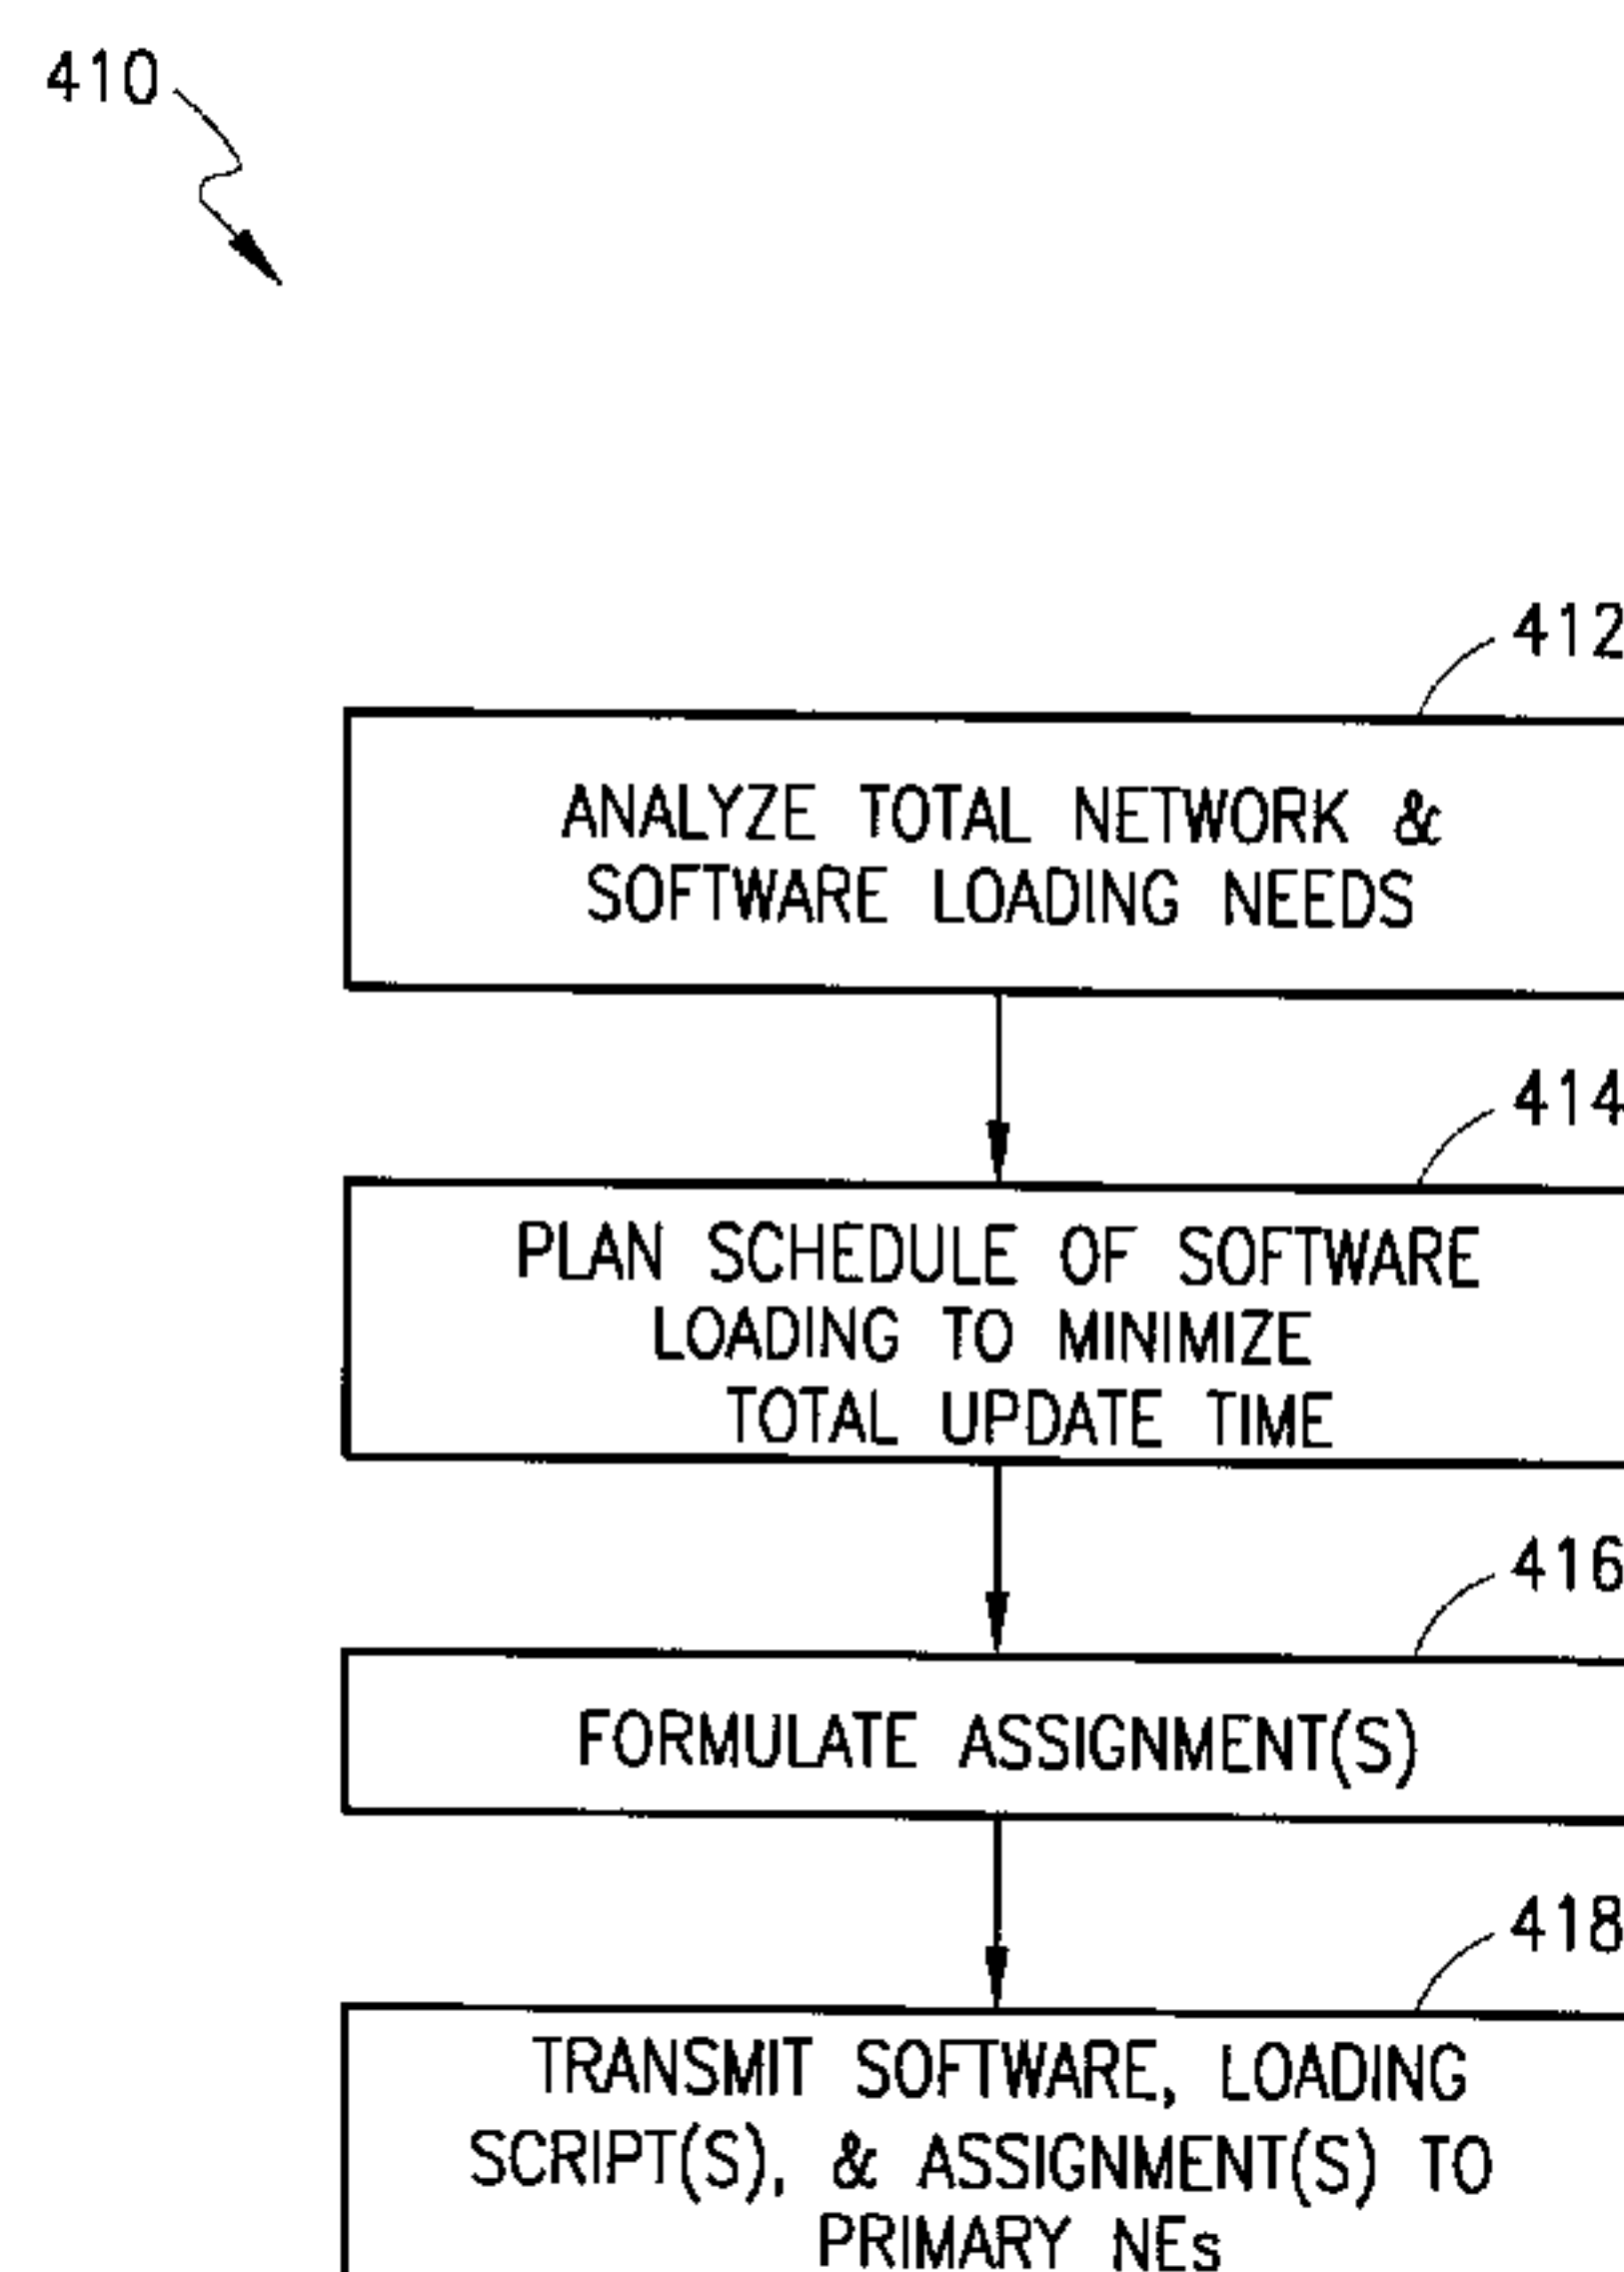 410
412
ANALYZE TOTAL NETWORK &
SOFTWARE LOADING NEEDS
414
PLAN SCHEDULE OF SOFTWARE
LOADING TO MINIMIZE
TOTAL UPDATE TIME
416
FORMULATE ASSIGNMENT(S)
418
TRANSMIT SOFTWARE, LOADING
SCRIPT(S), & ASSIGNMENT(S) TO
PRIMARY NEs